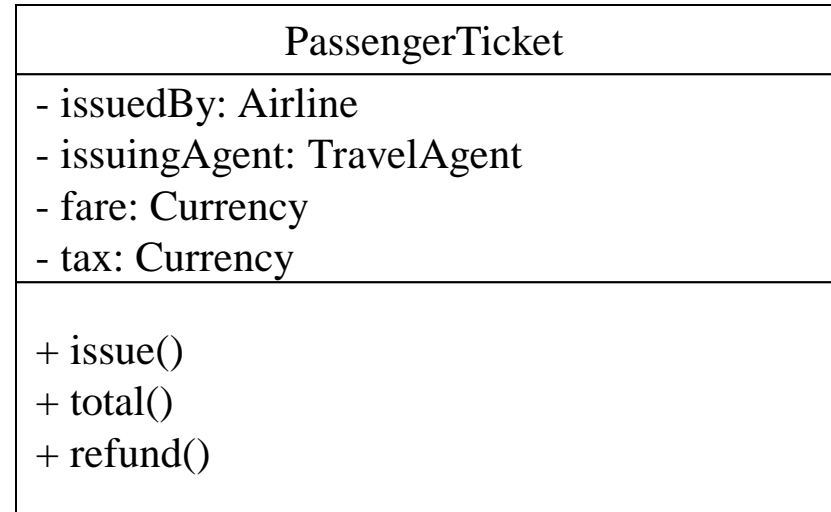 PassengerTicket
- issuedBy: Airline
- issuingAgent: TravelAgent
- fare: Currency
- tax: Currency
+ issue()
+ total()
+ refund()